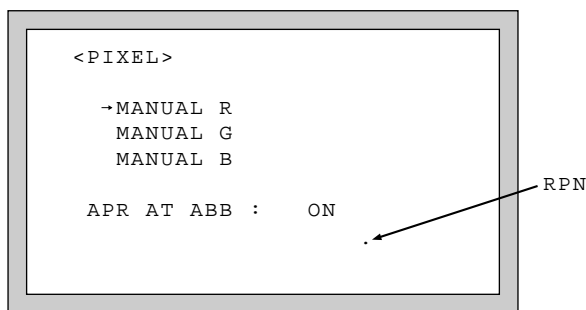 <PIXEL>
→MANUAL R
MANUAL G
MANUAL B
APR AT ABB : ON
RPN